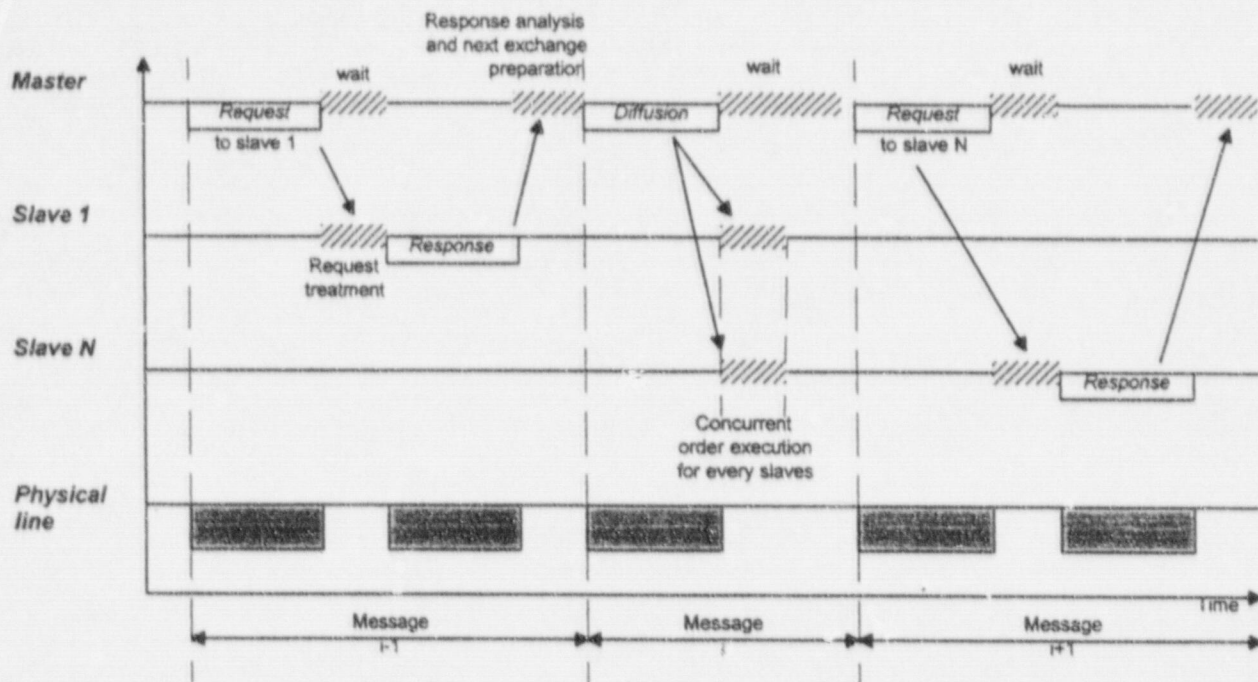 Response analysis
and next exchange
preparation
Master
wait
wait
wait
Request
to slave 1
Diffusion
Request
to slave N
Slave 1
Response
Request
treatment
Slave N
Response
Concurrent
order execution
for every slaves
Physical
line
Time
Message
i-1
Message
i
Message
i+1